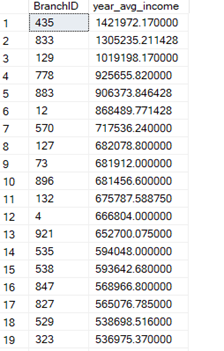 BranchID year_avg_income
1 435 1421972.170000
2 833 1305235.211428
3 129 1019198.170000
4 778 925655.820000
5 883 906373.846428
6 12 868489.771428
7 570 717536.240000
8 127 682078.800000
9 73 681912.000000
10 896 681456.600000
11 132 675787.588750
12 4 666804.000000
13 921 652700.075000
14 535 594048.000000
15 538 593642.680000
16 847 568966.800000
17 827 565076.785000
18 529 538698.516000
19 323 536975.370000